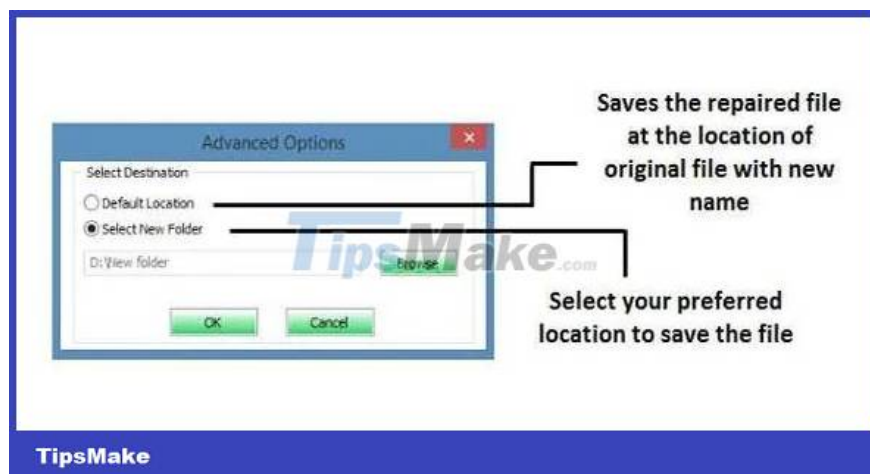 Advanced Options
Select Destination
Default Location
Select New Folder
D:\New folder
Browse
OK
Cancel
Saves the repaired file
at the location of
original file with new
name
Select your preferred
location to save the file
TipsMake.com
TipsMake